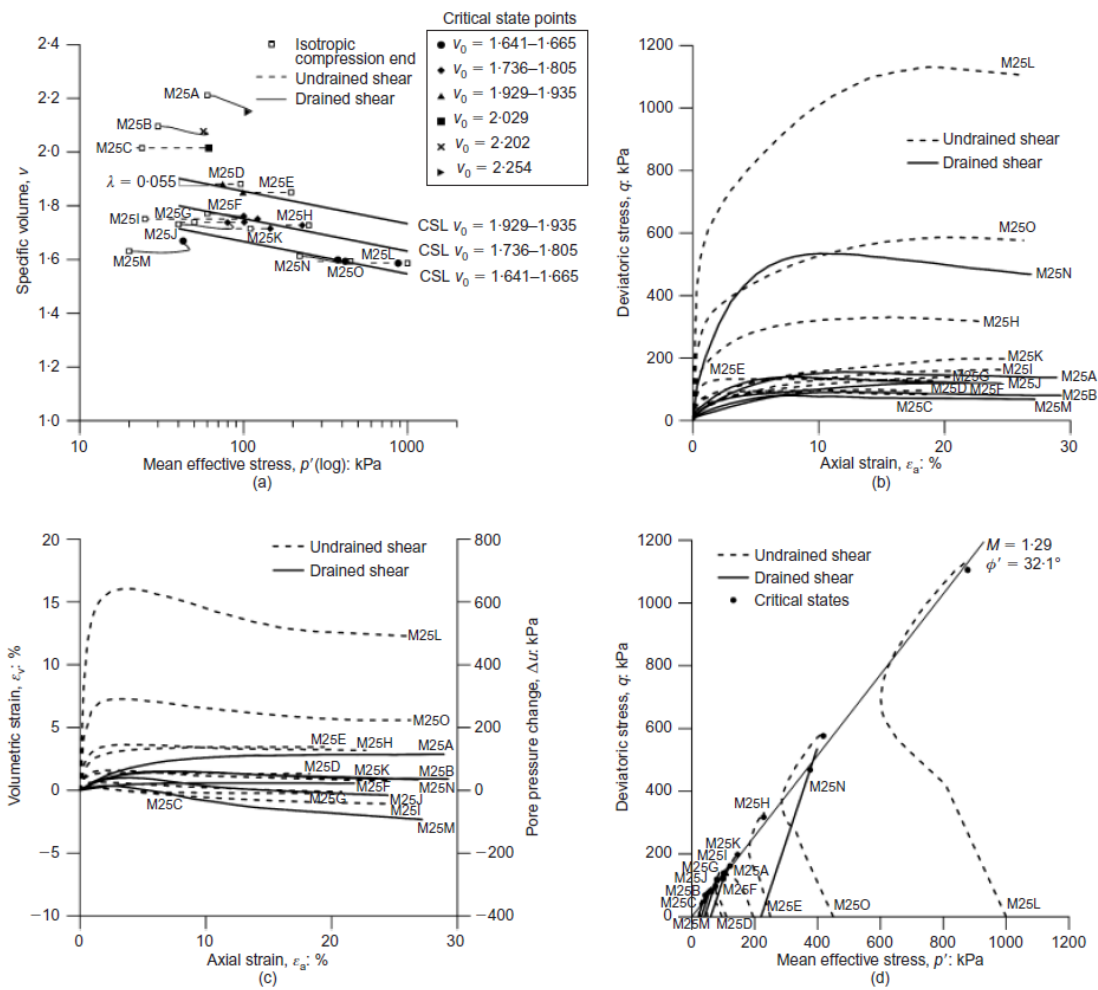 Critical state points
v₀ = 1·641–1·665
v₀ = 1·736–1·805
v₀ = 1·929–1·935
v₀ = 2·029
v₀ = 2·202
v₀ = 2·254
Isotropic
compression end
Undrained shear
Drained shear
2·4
2·2
2·0
1·8
1·6
1·4
1·2
1·0
Specific volume, v
M25A
M25B
M25C
λ = 0·055
M25D
M25E
M25F
M25G
M25I
M25H
M25J
M25K
M25L
M25M
M25N
M25O
CSL v₀ = 1·929–1·935
CSL v₀ = 1·736–1·805
CSL v₀ = 1·641–1·665
10
100
1000
Mean effective stress, p′(log): kPa
(a)
1200
1000
800
600
400
200
0
Deviatoric stress, q: kPa
Undrained shear
Drained shear
M25L
M25O
M25N
M25H
M25E
M25K
M25I
M25G
M25A
M25J
M25D
M25F
M25B
M25C
M25M
0
10
20
30
Axial strain, εₐ: %
(b)
20
15
10
5
0
−5
−10
Volumetric strain, εᵥ: %
Undrained shear
Drained shear
M25L
M25O
M25E
M25H
M25A
M25D
M25K
M25B
M25F
M25N
M25C
M25G
M25J
M25I
M25M
800
600
400
200
0
−200
−400
Pore pressure change, Δu: kPa
0
10
20
30
Axial strain, εₐ: %
(c)
1200
1000
800
600
400
200
0
Deviatoric stress, q: kPa
Undrained shear
Drained shear
Critical states
M = 1·29
ϕ′ = 32·1°
M25N
M25H
M25K
M25I
M25G
M25A
M25J
M25B
M25F
M25C
M25M
M25D
M25E
M25O
M25L
0
200
400
600
800
1000
1200
Mean effective stress, p′: kPa
(d)